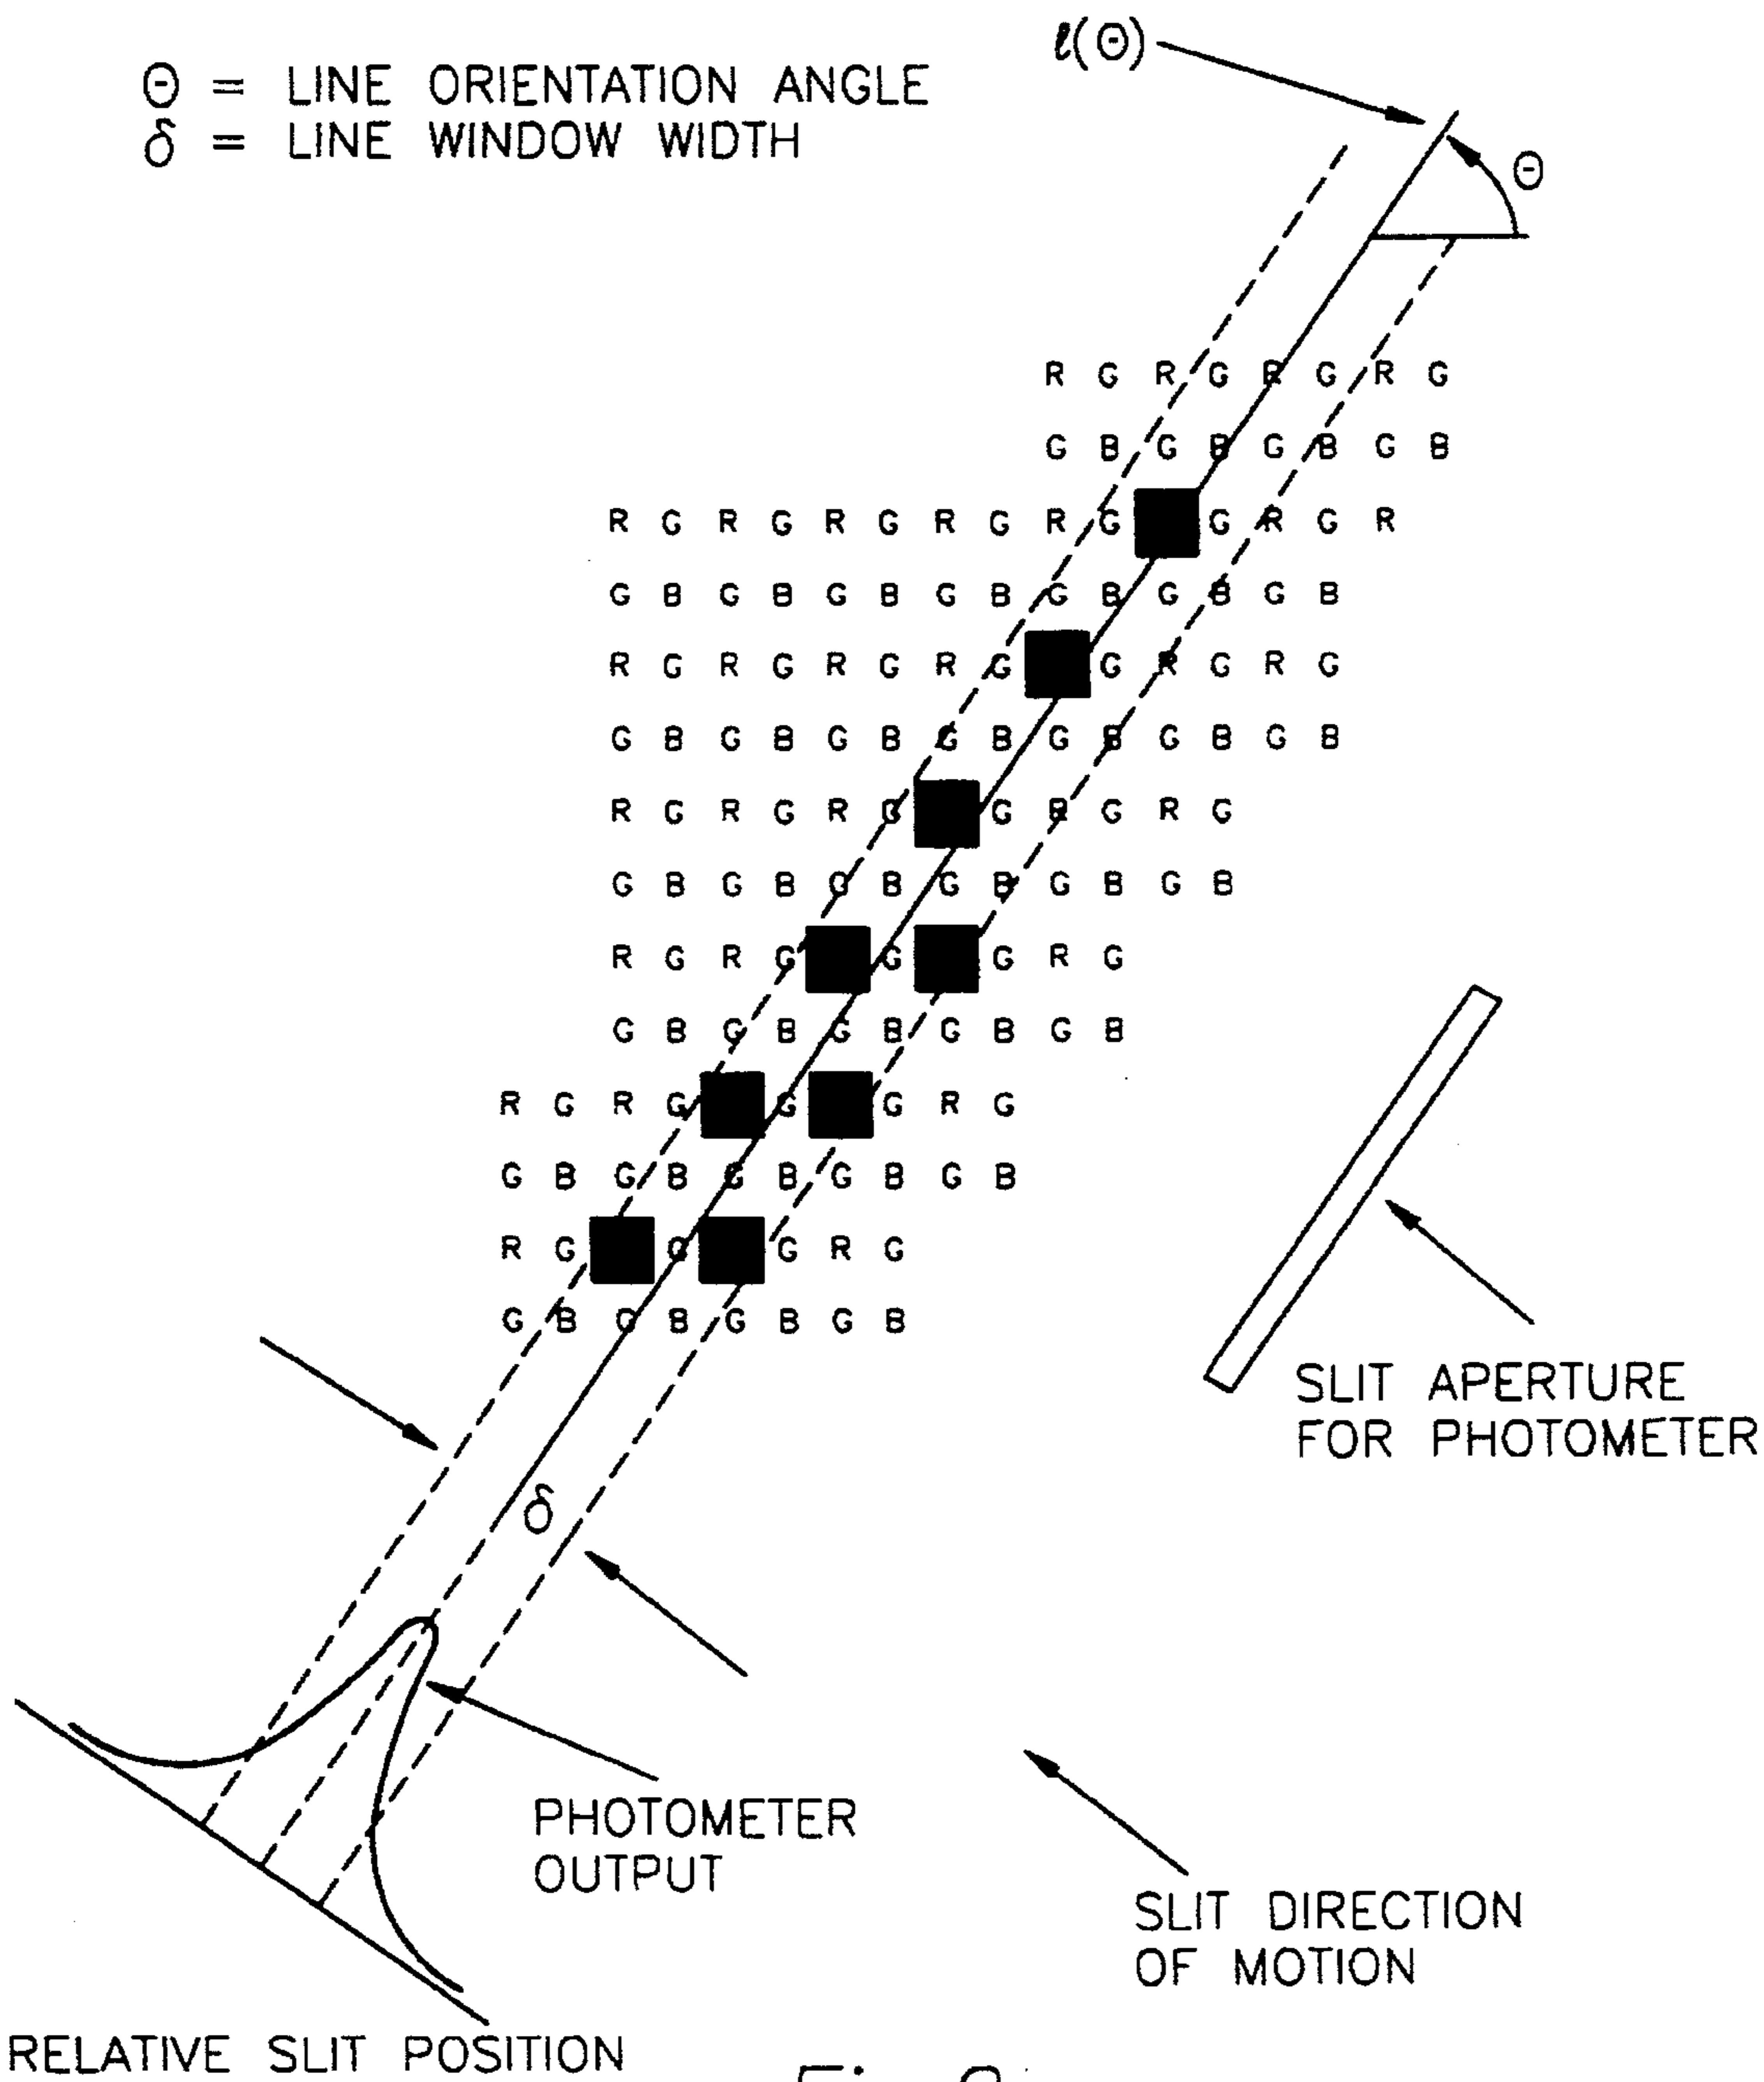 ℓ(Θ)
Θ = LINE ORIENTATION ANGLE
δ = LINE WINDOW WIDTH
Θ
R G R G R G R G
G B G B G B G B
R G R G R G R G R G G R G R
G B G B G B G B G B G B G B
R G R G R G R G G R G R G
G B G B G B G B G B G B G B
R G R G R G G R G R G
G B G B G B G B G B G B
R G R G G G R G
G B G B G B G B G B
R G R G G G R G
G B G B G B G B G B
R G G G R G
G B G B G B G B
SLIT APERTURE
FOR PHOTOMETER
δ
PHOTOMETER
OUTPUT
SLIT DIRECTION
OF MOTION
RELATIVE SLIT POSITION